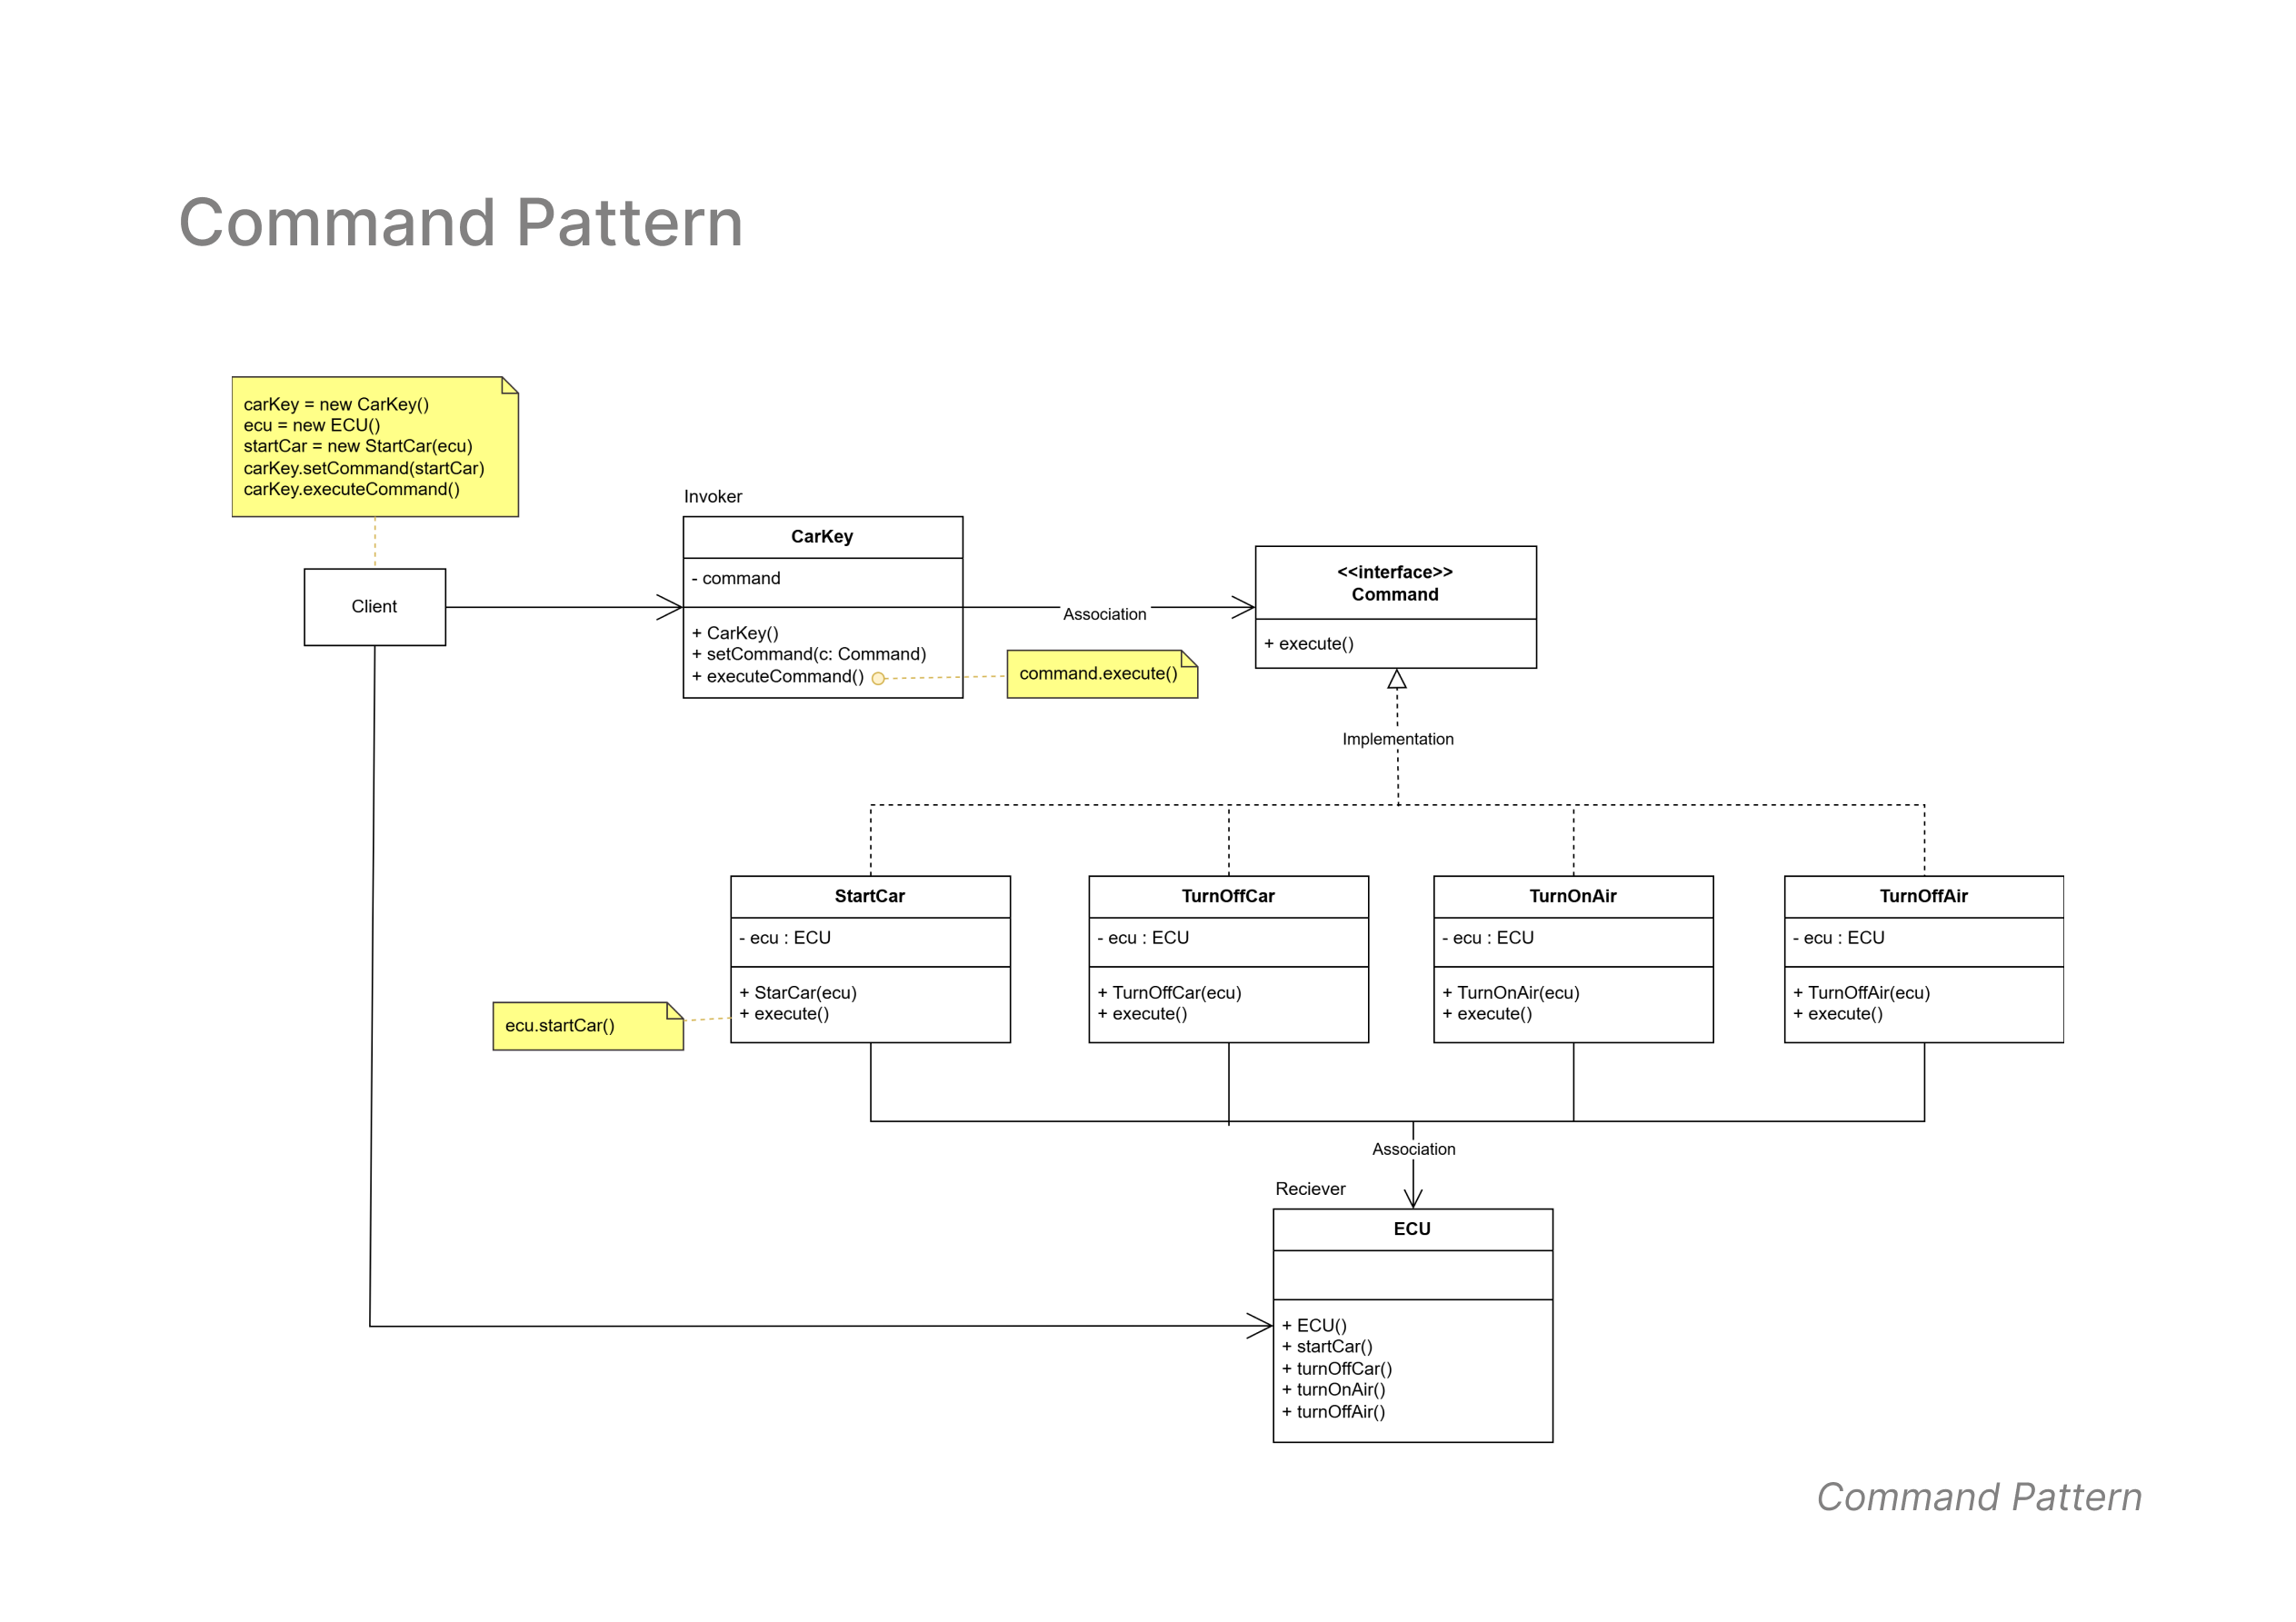 Command Pattern
carKey = new CarKey()
ecu = new ECU()
startCar = new StartCar(ecu)
carKey.setCommand(startCar)
carKey.executeCommand()
Client
Invoker
CarKey
- command
+ CarKey()
+ setCommand(c: Command)
+ executeCommand()
command.execute()
Association
<<interface>>
Command
+ execute()
Implementation
StartCar
- ecu : ECU
+ StarCar(ecu)
+ execute()
ecu.startCar()
TurnOffCar
- ecu : ECU
+ TurnOffCar(ecu)
+ execute()
TurnOnAir
- ecu : ECU
+ TurnOnAir(ecu)
+ execute()
TurnOffAir
- ecu : ECU
+ TurnOffAir(ecu)
+ execute()
Association
Reciever
ECU
+ ECU()
+ startCar()
+ turnOffCar()
+ turnOnAir()
+ turnOffAir()
Command Pattern